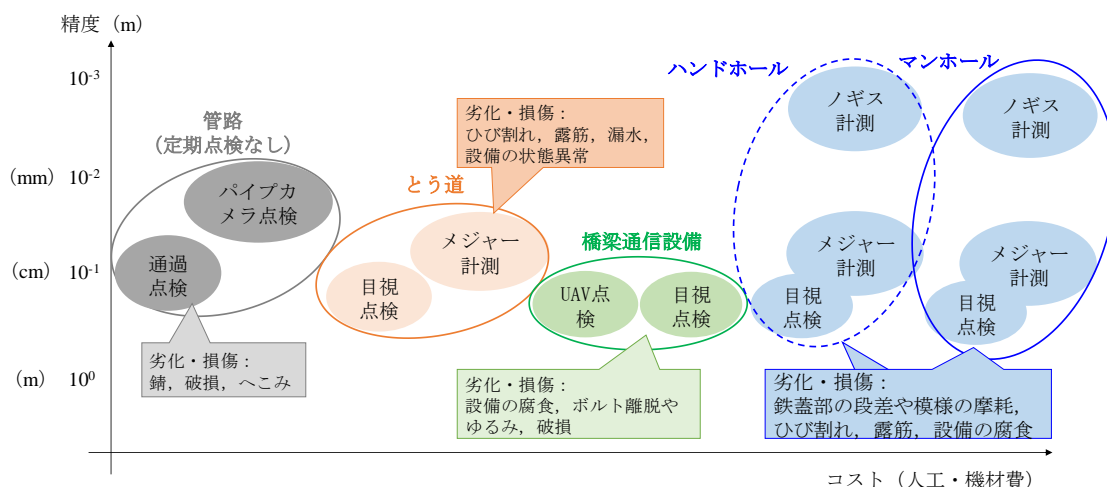 精度（m）
10-3
(mm) 10-2
(cm) 10-1
(m) 10⁰
管路
（定期点検なし）
パイプカ
メラ点検
通過
点検
劣化・損傷：
錆，破損，へこみ
とう道
劣化・損傷：
ひび割れ，露筋，漏水，
設備の状態異常
メジャー
計測
目視
点検
橋梁通信設備
UAV点
検
目視
点検
劣化・損傷：
設備の腐食，ボルト離脱や
ゆるみ，破損
ハンドホール
ノギス
計測
メジャー
計測
目視
点検
マンホール
ノギス
計測
メジャー
計測
目視
点検
劣化・損傷：
鉄蓋部の段差や模様の摩耗，
ひび割れ，露筋，設備の腐食
コスト（人工・機材費）